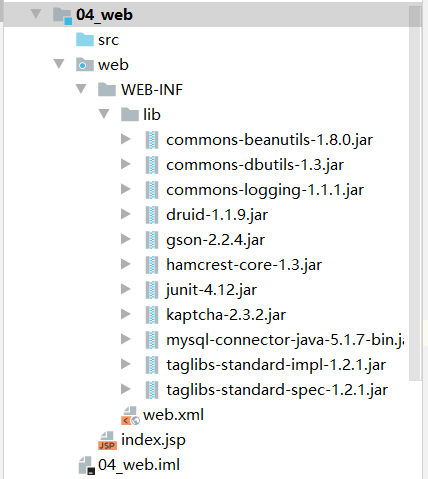 04_web
src
web
WEB-INF
lib
commons-beanutils-1.8.0.jar
commons-dbutils-1.3.jar
commons-logging-1.1.1.jar
druid-1.1.9.jar
gson-2.2.4.jar
hamcrest-core-1.3.jar
junit-4.12.jar
kaptcha-2.3.2.jar
mysql-connector-java-5.1.7-bin.ja
taglibs-standard-impl-1.2.1.jar
taglibs-standard-spec-1.2.1.jar
web.xml
JSP index.jsp
04_web.iml